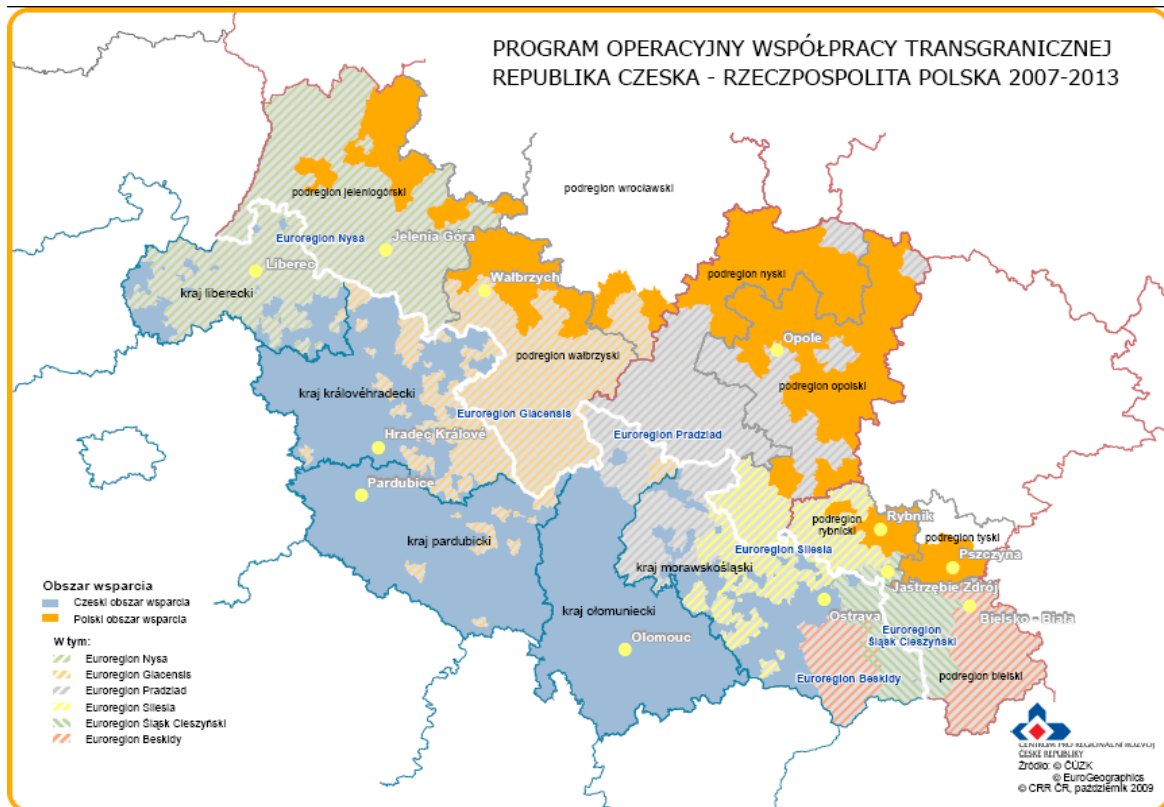 PROGRAM OPERACYJNY WSPÓŁPRACY TRANSGRANICZNEJ
REPUBLIKA CZESKA - RZECZPOSPOLITA POLSKA 2007-2013
podregion wrocławski
podregion jeleniogórski
Euroregion Nysa
Jelenia Góra
Liberec
kraj liberecki
Wałbrzych
podregion nyski
Opole
podregion wałbrzyski
podregion opolski
kraj královéhradecki
Euroregion Glacensis
Euroregion Pradziad
Hradec Králové
Pardubice
kraj pardubicki
podregion
rybnicki
Rybnik
podregion tyski
Euroregion Silesia
Pszczyna
kraj morawskośląski
Jastrzębie Zdrój
kraj ołomuniecki
Ostrava
Bielsko - Biała
Euroregion
Śląsk Cieszyński
Olomouc
Euroregion Beskidy
podregion bielski
Obszar wsparcia
Czeski obszar wsparcia
Polski obszar wsparcia
W tym:
Euroregion Nysa
Euroregion Glacensis
Euroregion Pradziad
Euroregion Silesia
Euroregion Śląsk Cieszyński
Euroregion Beskidy
CENTRUM PRO REGIONÁLNÍ ROZVOJ
ČESKÉ REPUBLIKY
Źródło: © ČÚZK
© EuroGeographics
© CRR ČR, październik 2009